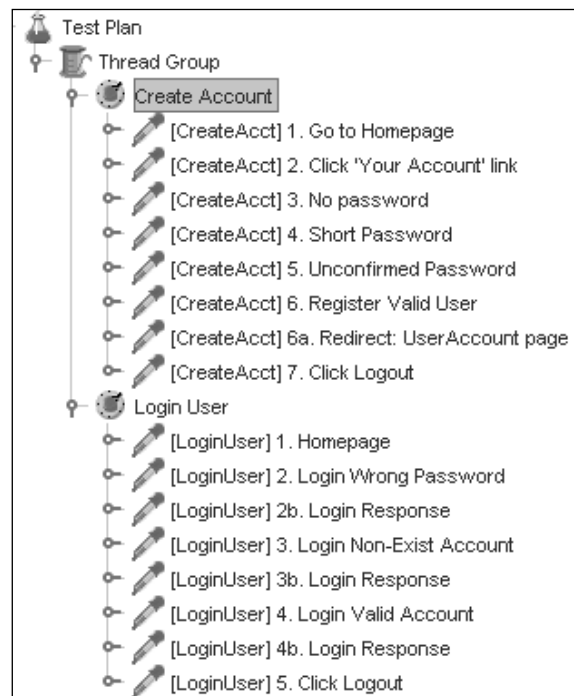 Test Plan
Thread Group
Create Account
[CreateAcct] 1. Go to Homepage
[CreateAcct] 2. Click 'Your Account' link
[CreateAcct] 3. No password
[CreateAcct] 4. Short Password
[CreateAcct] 5. Unconfirmed Password
[CreateAcct] 6. Register Valid User
[CreateAcct] 6a. Redirect: UserAccount page
[CreateAcct] 7. Click Logout
Login User
[LoginUser] 1. Homepage
[LoginUser] 2. Login Wrong Password
[LoginUser] 2b. Login Response
[LoginUser] 3. Login Non-Exist Account
[LoginUser] 3b. Login Response
[LoginUser] 4. Login Valid Account
[LoginUser] 4b. Login Response
[LoginUser] 5. Click Logout